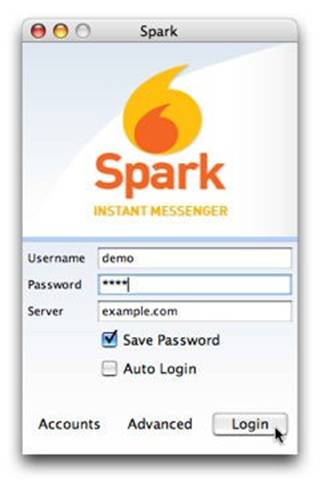 Spark
Spark
INSTANT MESSENGER
Username demo
Password ****
Server example.com
Save Password
Auto Login
Accounts Advanced Login